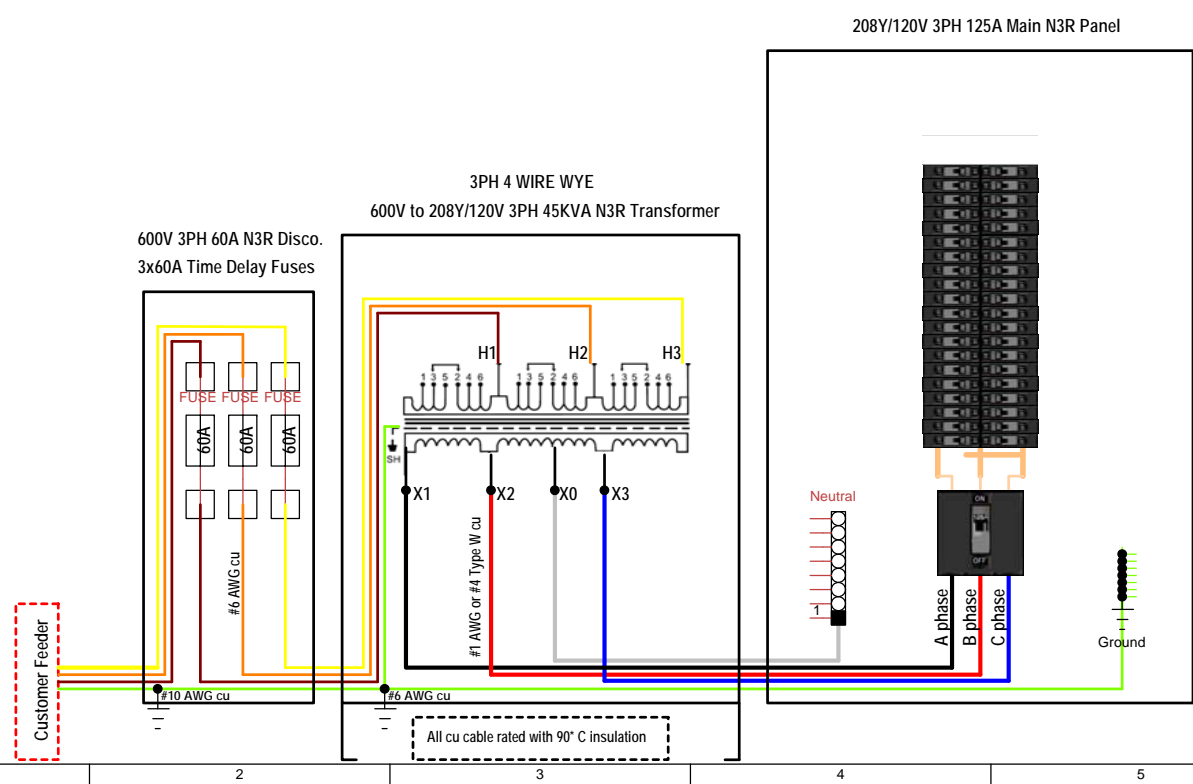 208Y/120V 3PH 125A Main N3R Panel
3PH 4 WIRE WYE
600V to 208Y/120V 3PH 45KVA N3R Transformer
600V 3PH 60A N3R Disco.
3x60A Time Delay Fuses
H1
H2
H3
1 3 5 2 4 6
1 3 5 2 4 6
1 3 5 2 4 6
FUSE FUSE FUSE
60A
60A
60A
SH
X1
X2
X0
X3
#6 AWG cu
#1 AWG or #4 Type W cu
Neutral
1
ON
OFF
A phase
B phase
C phase
Ground
Customer Feeder
#10 AWG cu
#6 AWG cu
All cu cable rated with 90° C insulation
2
3
4
5